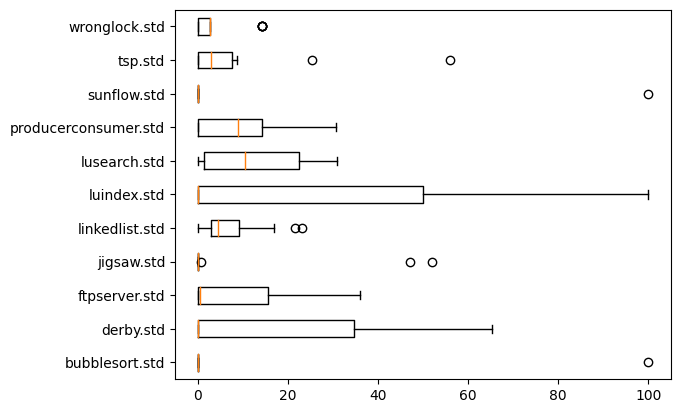 wronglock.std
tsp.std
sunflow.std
producerconsumer.std
lusearch.std
luindex.std
linkedlist.std
jigsaw.std
ftpserver.std
derby.std
bubblesort.std
0 20 40 60 80 100